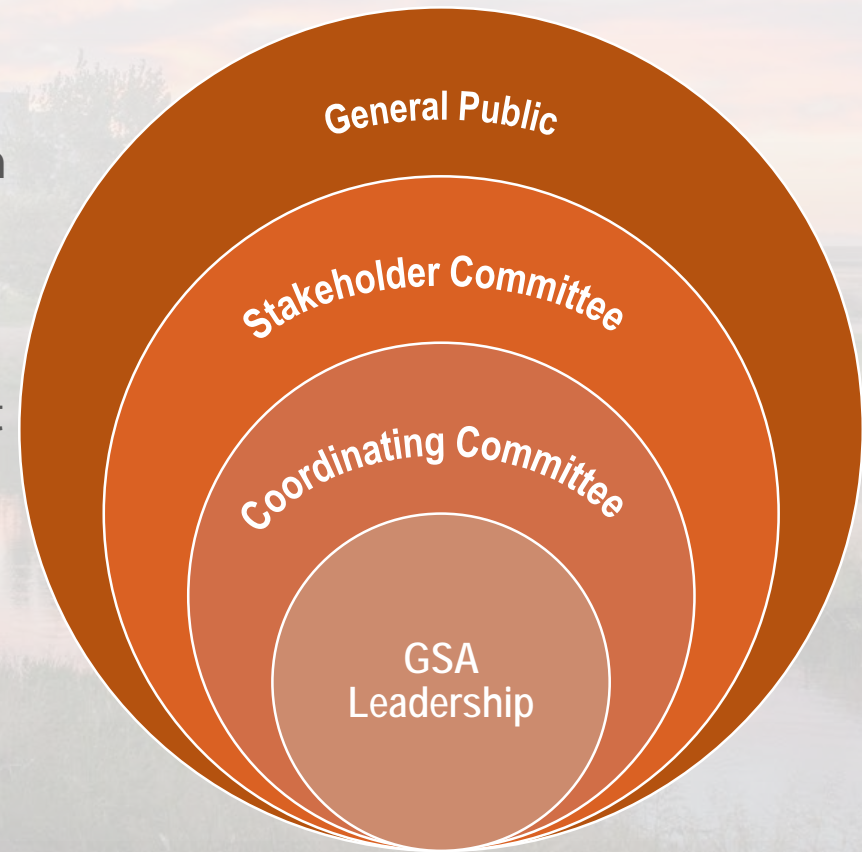 General Public
Stakeholder Committee
Coordinating Committee
GSA
Leadership